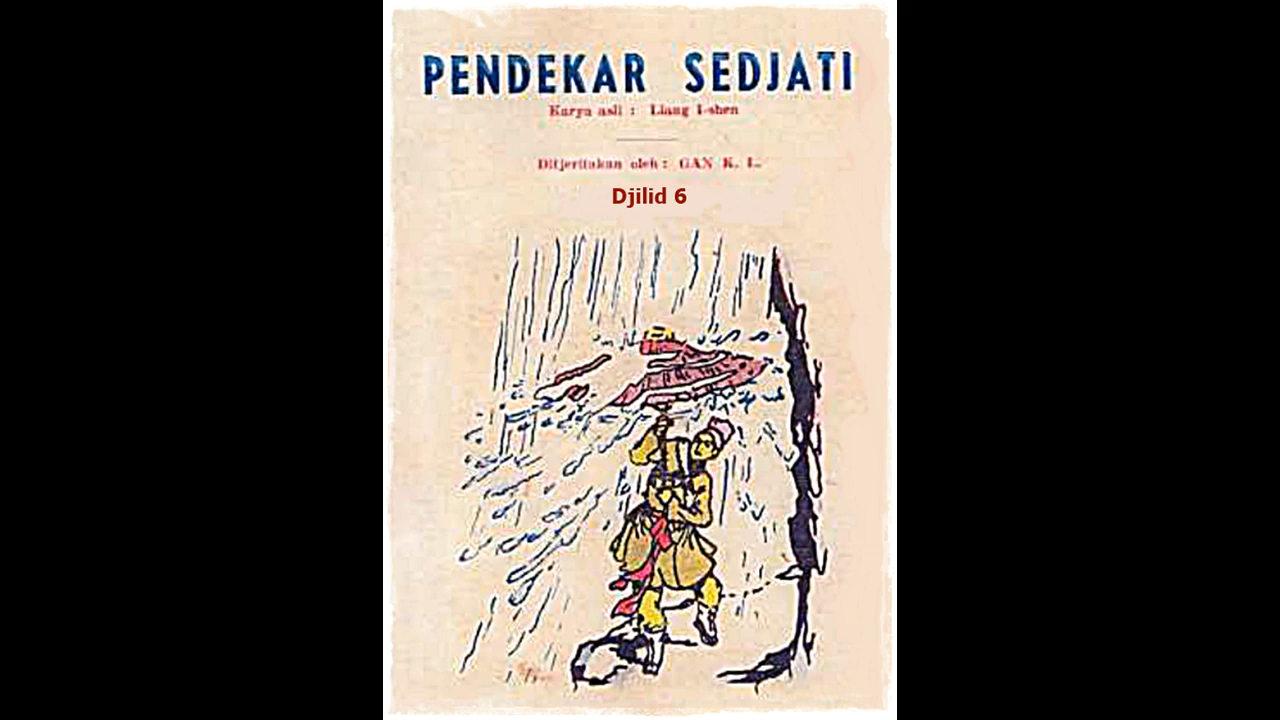 PENDEKAR SEDJATI
Karya asli : Liang I-shen
Ditjeritakan oleh : GAN K. L.
Djilid 6